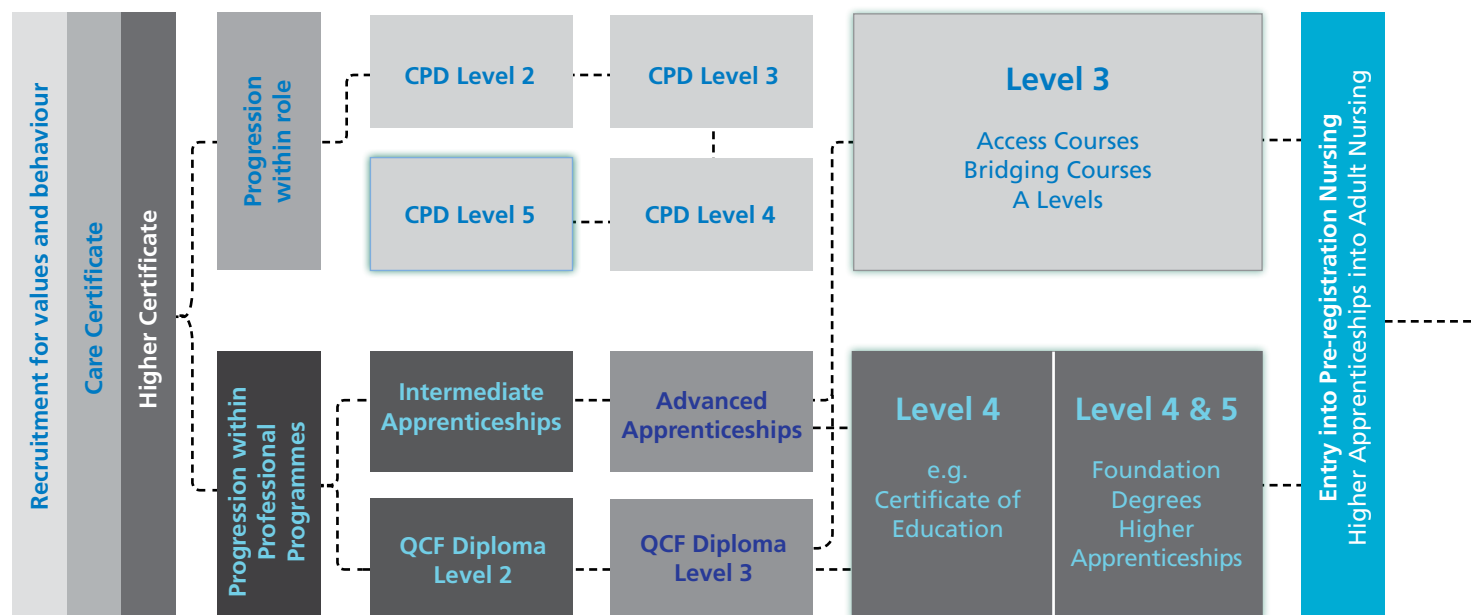 Recruitment for values and behaviour
Care Certificate
Higher Certificate
Progression
within role
CPD Level 2
CPD Level 3
CPD Level 5
CPD Level 4
Level 3
Access Courses
Bridging Courses
A Levels
Progression within
Professional
Programmes
Intermediate
Apprenticeships
Advanced
Apprenticeships
QCF Diploma
Level 2
QCF Diploma
Level 3
Level 4
e.g.
Certificate of
Education
Level 4 & 5
Foundation
Degrees
Higher
Apprenticeships
Entry into Pre-registration Nursing
Higher Apprenticeships into Adult Nursing